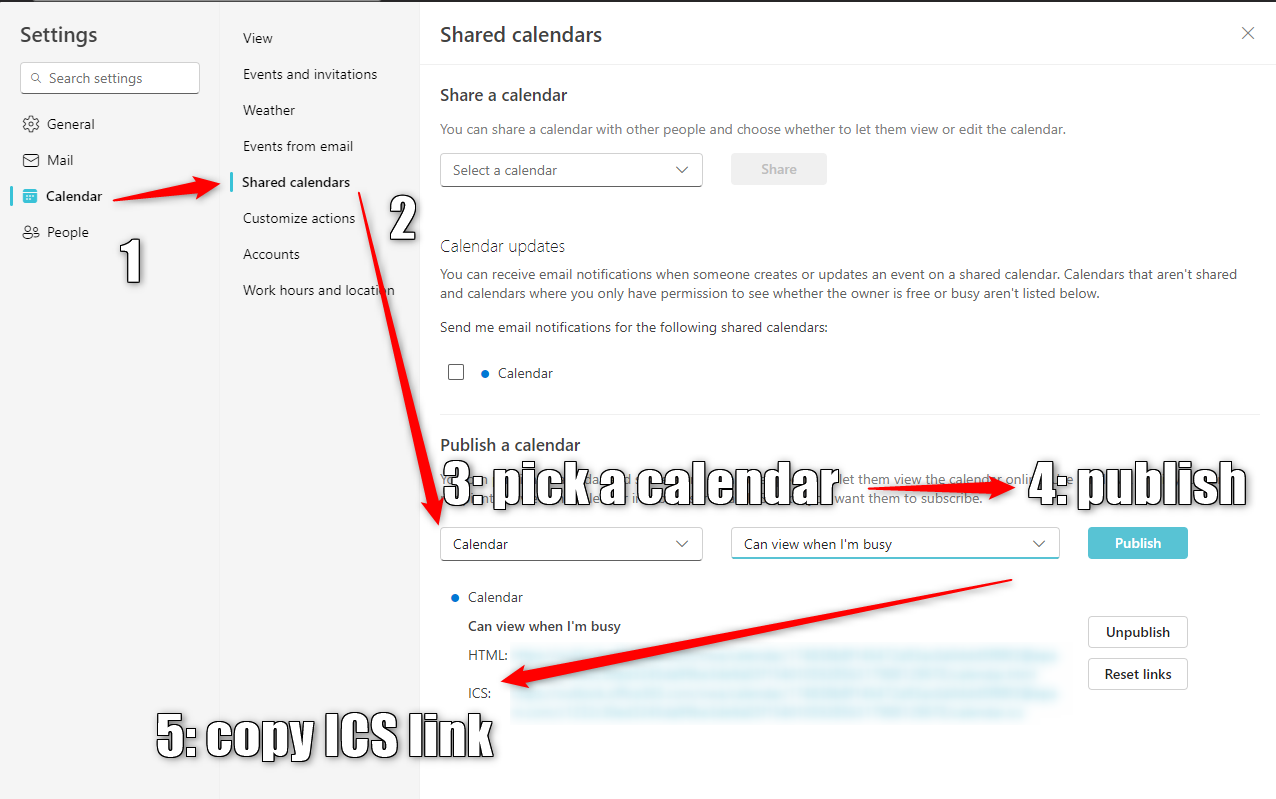 Settings
Search settings
General
Mail
Calendar
People
1
View
Events and invitations
Weather
Events from email
Shared calendars
Customize actions
Accounts
Work hours and location
2
Shared calendars
Share a calendar
You can share a calendar with other people and choose whether to let them view or edit the calendar.
Select a calendar
Share
Calendar updates
You can receive email notifications when someone creates or updates an event on a shared calendar. Calendars that aren't shared
and calendars where you only have permission to see whether the owner is free or busy aren't listed below.
Send me email notifications for the following shared calendars:
Calendar
Publish a calendar
3: pick a calendar
4: publish
let them view the calendar
want them to subscribe.
Calendar
Can view when I'm busy
Publish
Calendar
Can view when I'm busy
Unpublish
HTML:
Reset links
ICS:
5: copy ICS link